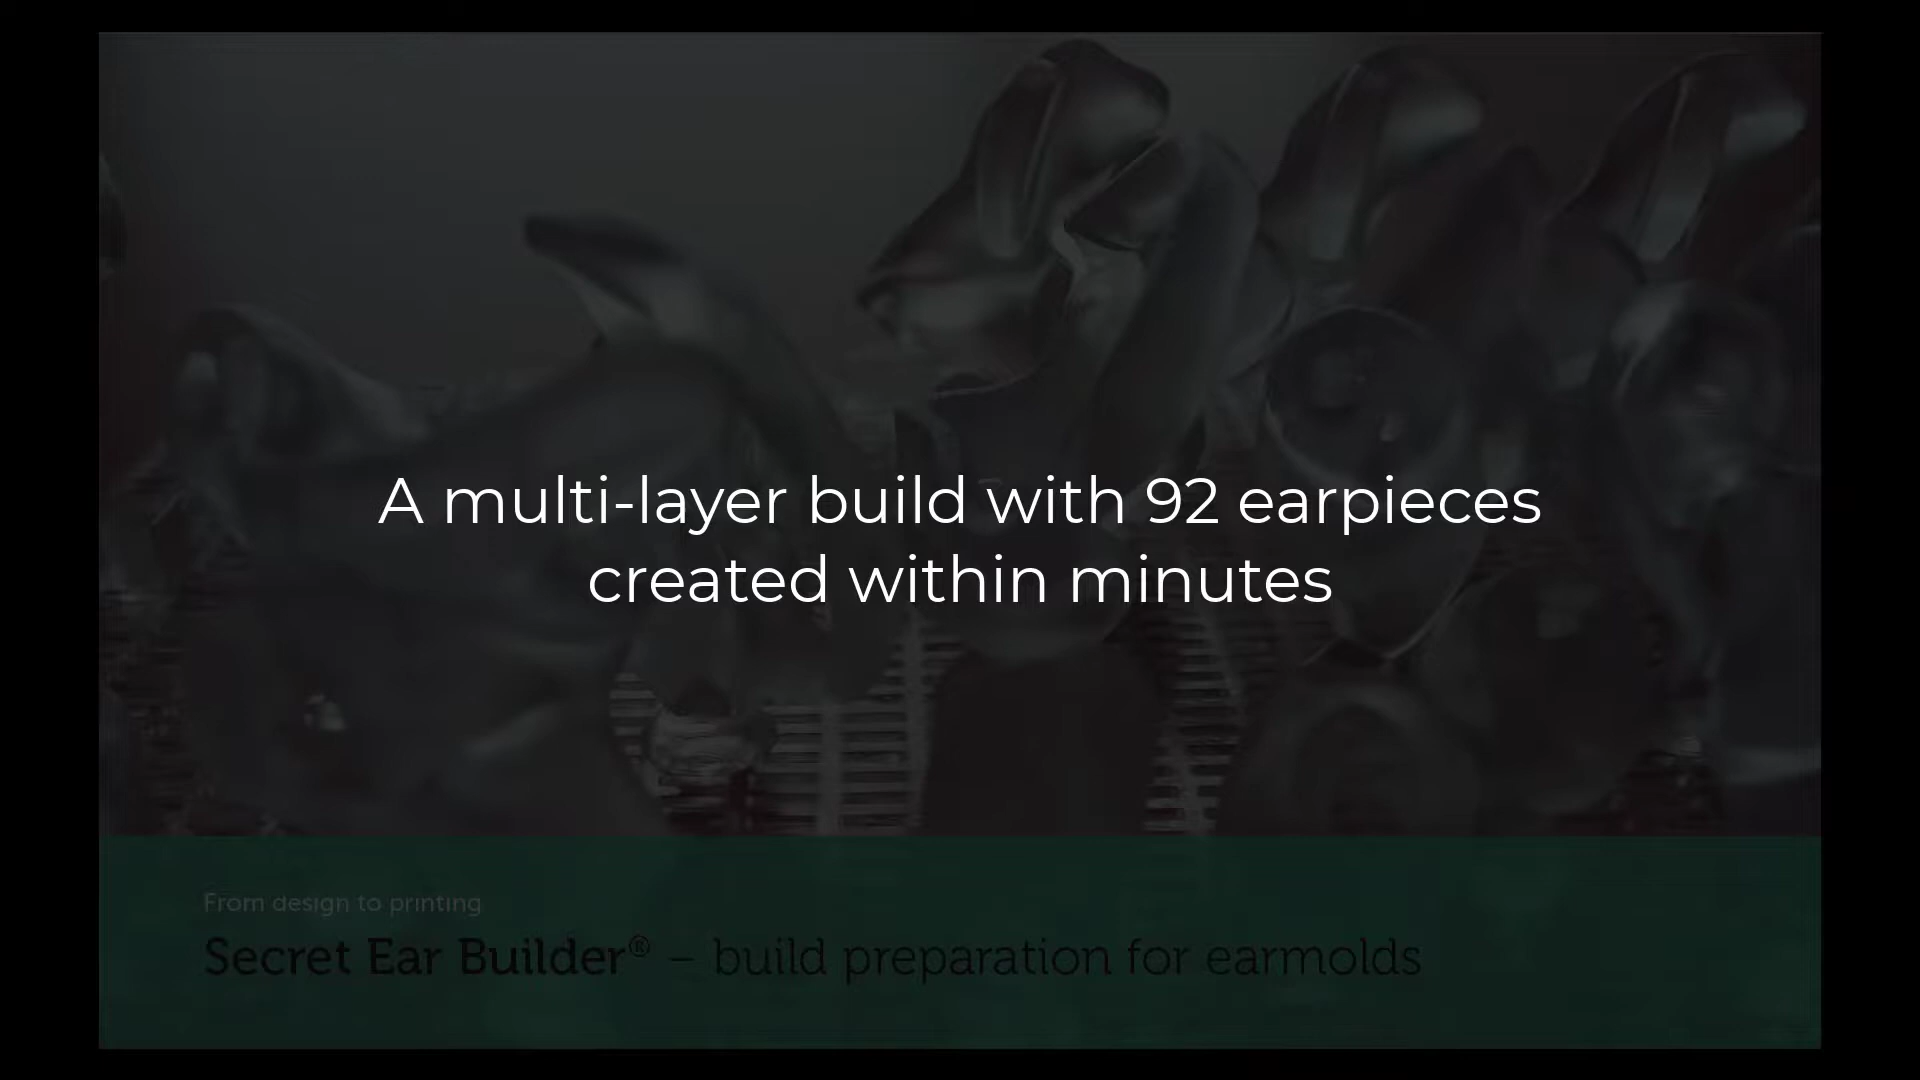 A multi-layer build with 92 earpieces
created within minutes
From design to printing
Secret Ear Builder® – build preparation for earmolds